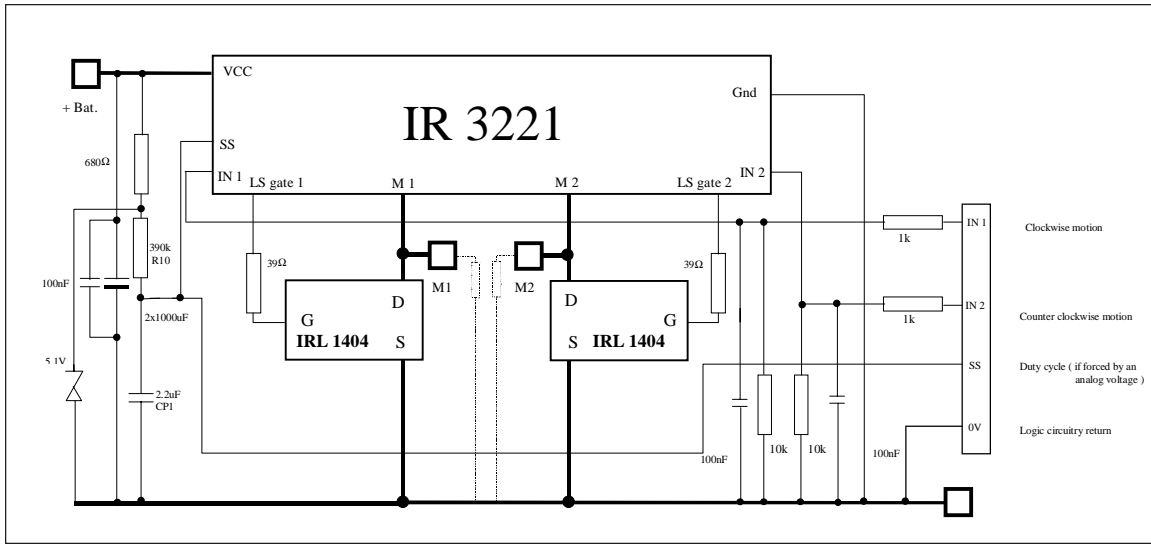 VCC
Gnd
+ Bat.
IR 3221
SS
680Ω
IN 1
LS gate 1
M 1
M 2
LS gate 2
IN 2
IN 1
Clockwise motion
1k
390k
R10
39Ω
39Ω
100nF
M1
M2
D
D
IN 2
2x1000uF
1k
Counter clockwise motion
G
G
IRL 1404
IRL 1404
S
S
5.1V
SS
Duty cycle ( if forced by an
analog voltage )
2.2uF
CP1
0V
Logic circuitry return
100nF
10k
10k
100nF